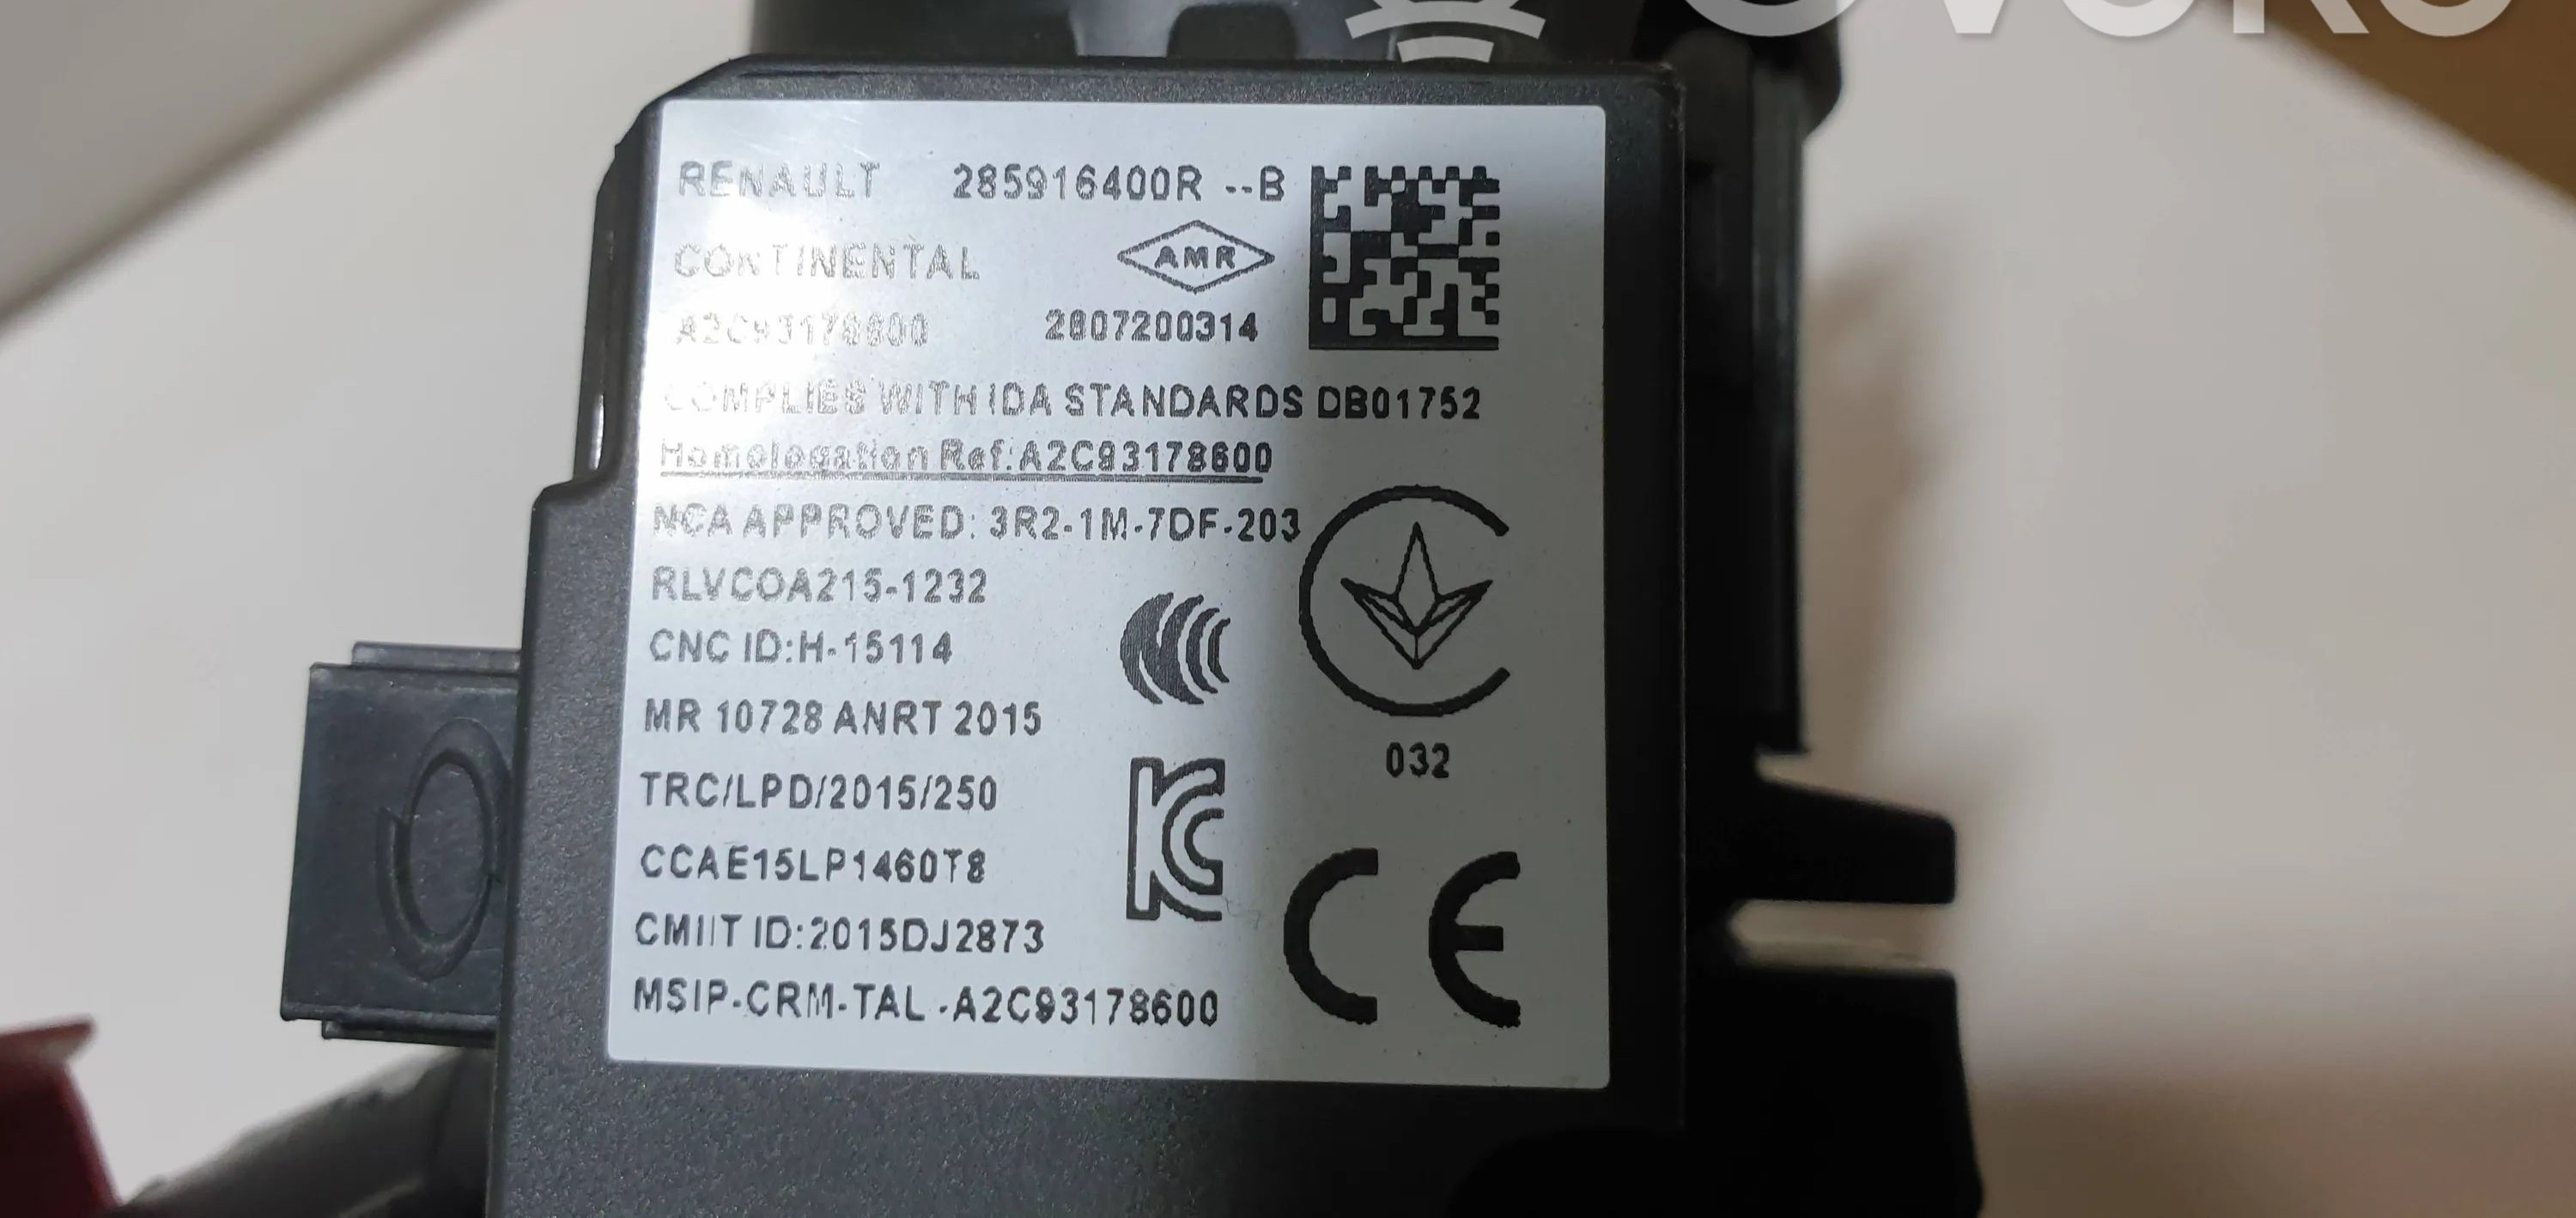 RENAULT 285916400R --B
CONTINENTAL AMR
A2C93178600 2807200314
COMPLIES WITH IDA STANDARDS DB01752
Homologation Ref:A2C93178600
NCA APPROVED: 3R2-1M-7DF-203
RLVCOA215-1232
CNC ID:H-15114
MR 10728 ANRT 2015
032
TRC/LPD/2015/250
CCAE15LP1460T8
CMIIT ID:2015DJ2873
MSIP-CRM-TAL-A2C93178600
CE